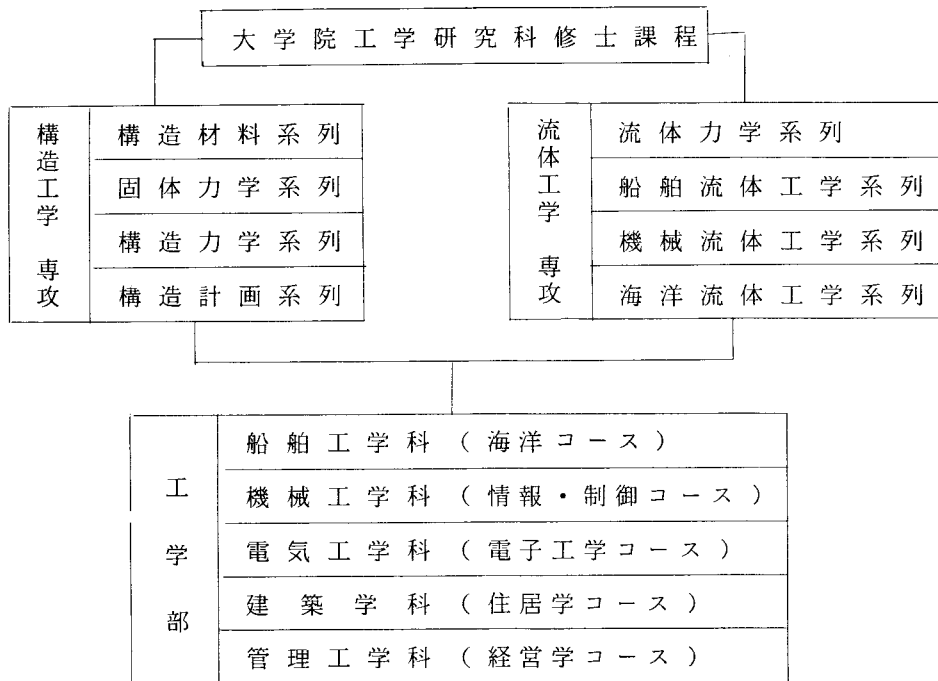 大学院工学研究科修士課程
構造工学 専攻
構造材料系列
固体力学系列
構造力学系列
構造計画系列
流体工学 専攻
流体力学系列
船舶流体工学系列
機械流体工学系列
海洋流体工学系列
工学部
船舶工学科(海洋コース)
機械工学科(情報・制御コース)
電気工学科(電子工学コース)
建築学科(住居学コース)
管理工学科(経営学コース)